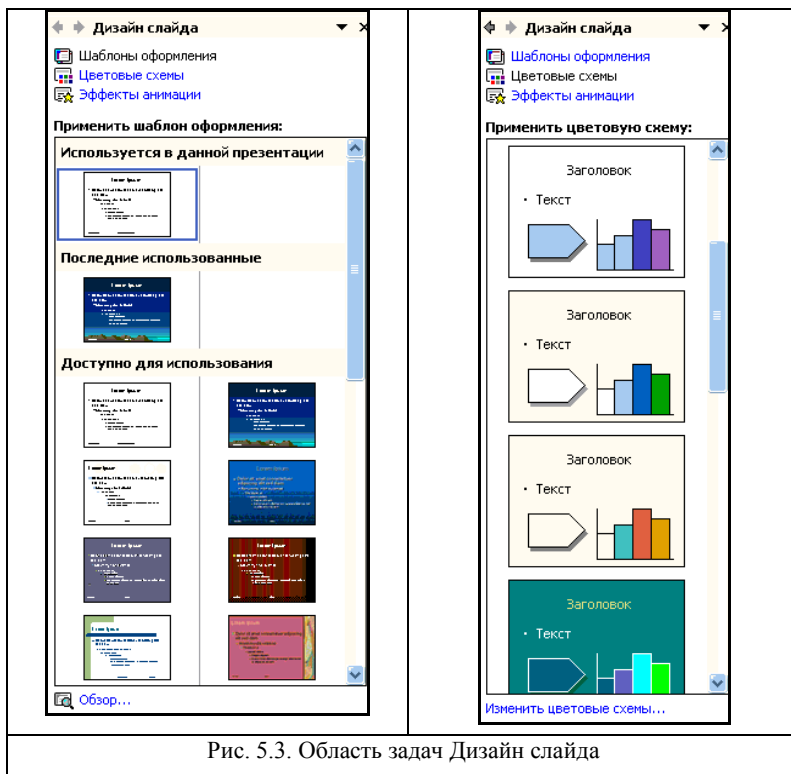 Дизайн слайда
Шаблоны оформления
Цветовые схемы
Эффекты анимации
Применить шаблон оформления:
Используется в данной презентации
Последние использованные
Доступно для использования
Обзор...
Дизайн слайда
Шаблоны оформления
Цветовые схемы
Эффекты анимации
Применить цветовую схему:
Заголовок
• Текст
Заголовок
• Текст
Заголовок
• Текст
Заголовок
• Текст
Изменить цветовые схемы...
Рис. 5.3. Область задач Дизайн слайда